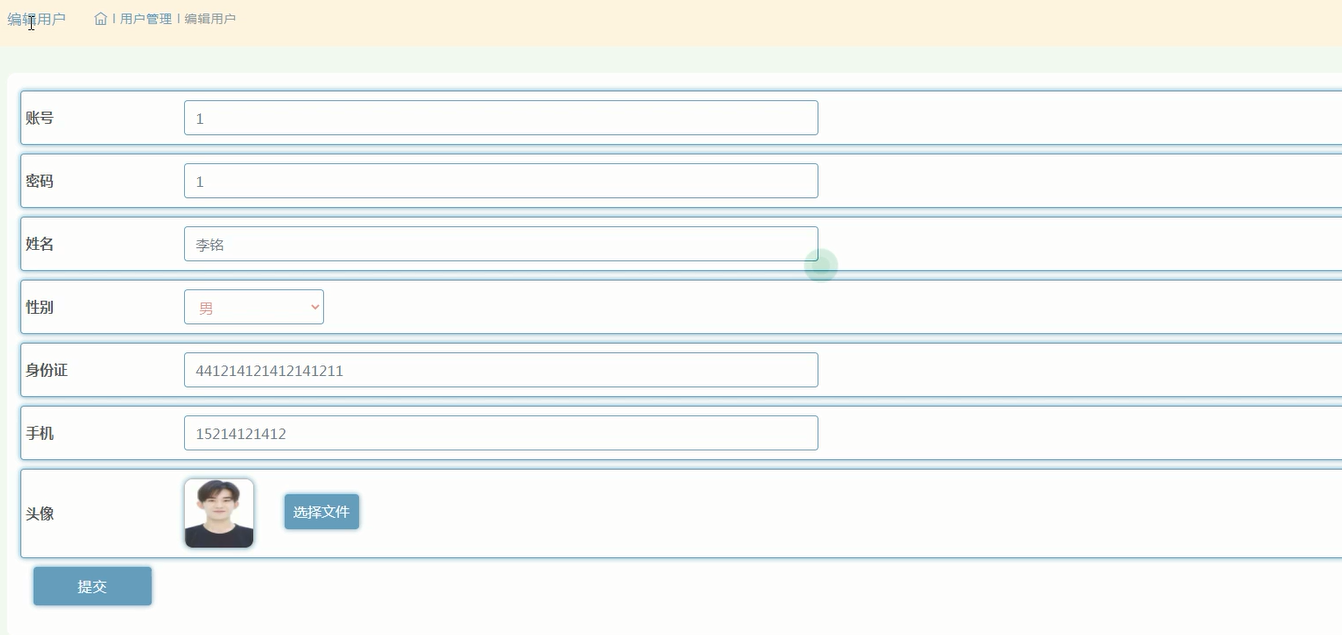 编辑用户 | 用户管理 | 编辑用户
账号 1
密码 1
姓名 李铭
性别 男
身份证 441214121412141211
手机 15214121412
头像 选择文件
提交